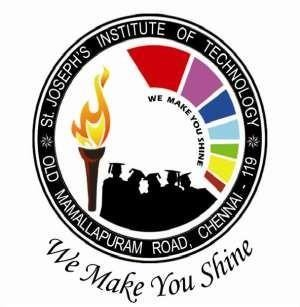 St. JOSEPH'S INSTITUTE OF TECHNOLOGY
OLD MAMALLAPURAM ROAD, CHENNAI - 119
WE MAKE YOU SHINE
We Make You Shine